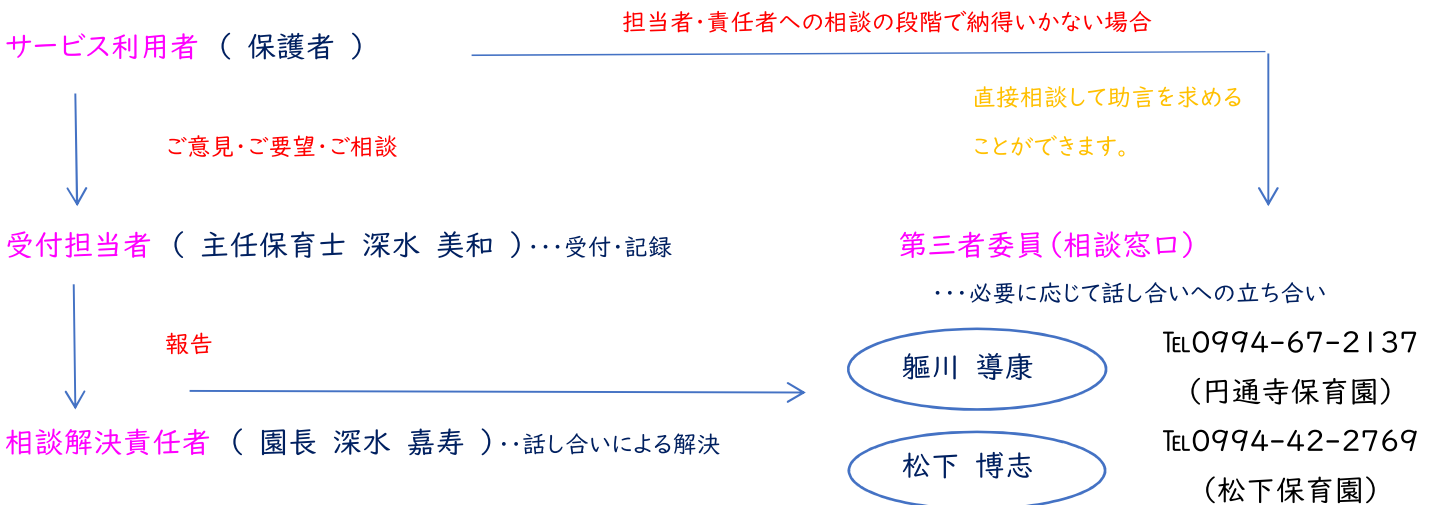 担当者・責任者への相談の段階で納得いかない場合
サービス利用者 ( 保護者 )
直接相談して助言を求める
ことができます。
ご意見・ご要望・ご相談
受付担当者 ( 主任保育士 深水 美和 )・・・受付・記録
第三者委員(相談窓口)
・・・必要に応じて話し合いへの立ち合い
報告
軀川 導康
℡0994-67-2137
(円通寺保育園)
相談解決責任者 ( 園長 深水 嘉寿 )・・話し合いによる解決
松下 博志
℡0994-42-2769
(松下保育園)